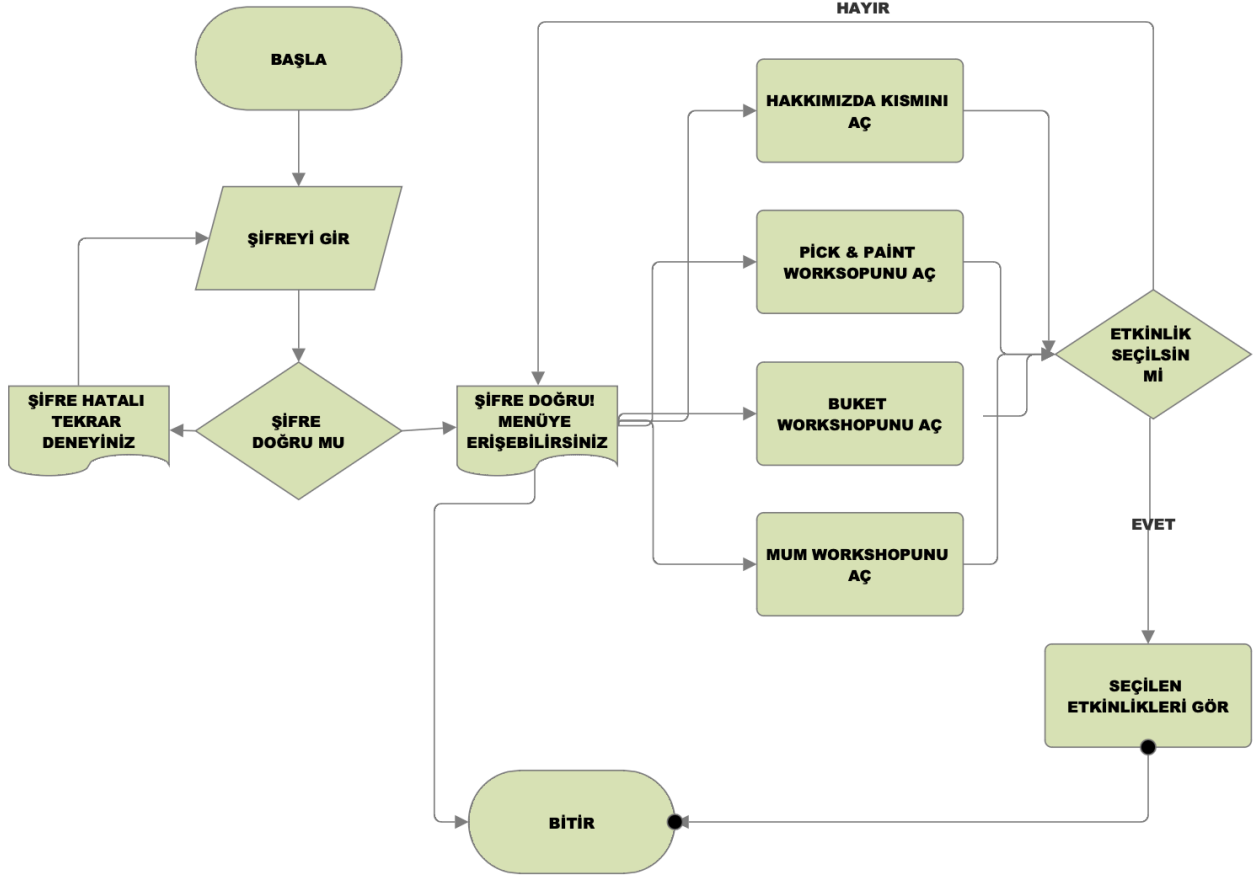 HAYIR
BAŞLA
HAKKIMIZDA KISMINI
AÇ
ŞİFREYİ GİR
PİCK & PAİNT
WORKSOPUNU AÇ
ETKİNLİK
SEÇİLSİN
Mİ
ŞİFRE HATALI
TEKRAR
DENEYİNİZ
ŞİFRE
DOĞRU MU
ŞİFRE DOĞRU!
MENÜYE
ERİŞEBİLİRSİNİZ
BUKET
WORKSHOPUNU AÇ
EVET
MUM WORKSHOPUNU
AÇ
SEÇİLEN
ETKİNLİKLERİ GÖR
BİTİR